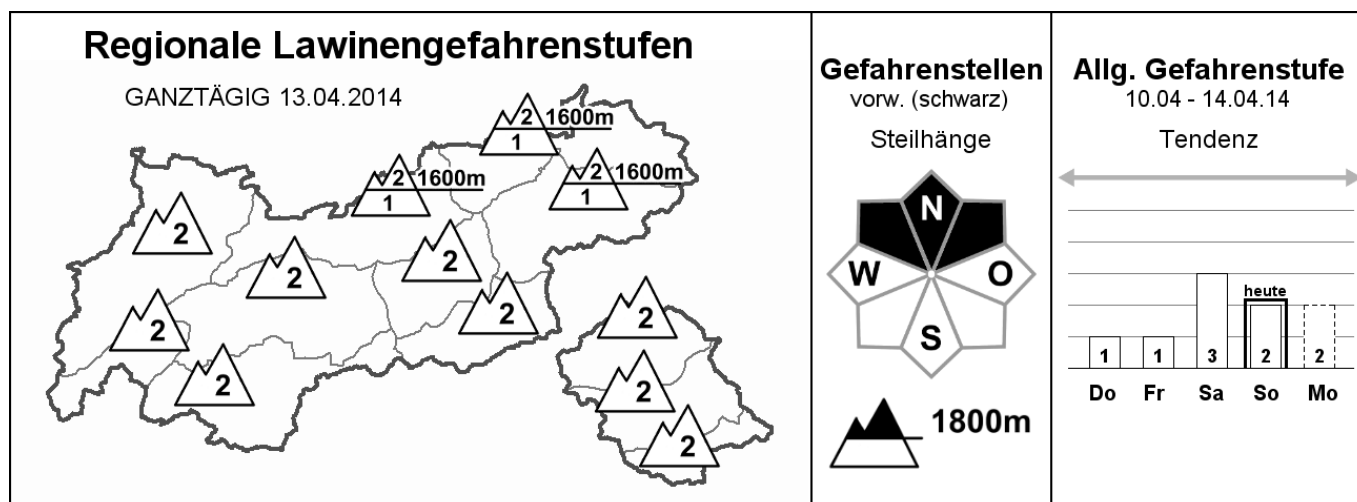 Regionale Lawinengefahrenstufen
GANZTÄGIG 13.04.2014
2 1600m
1
2 1600m
1
2 1600m
1
2
2
2
2
2
2
2
2
2
Gefahrenstellen
vorw. (schwarz)
Steilhänge
N
W O
S
1800m
Allg. Gefahrenstufe
10.04 - 14.04.14
Tendenz
heute
1 1 3 2 2
Do Fr Sa So Mo